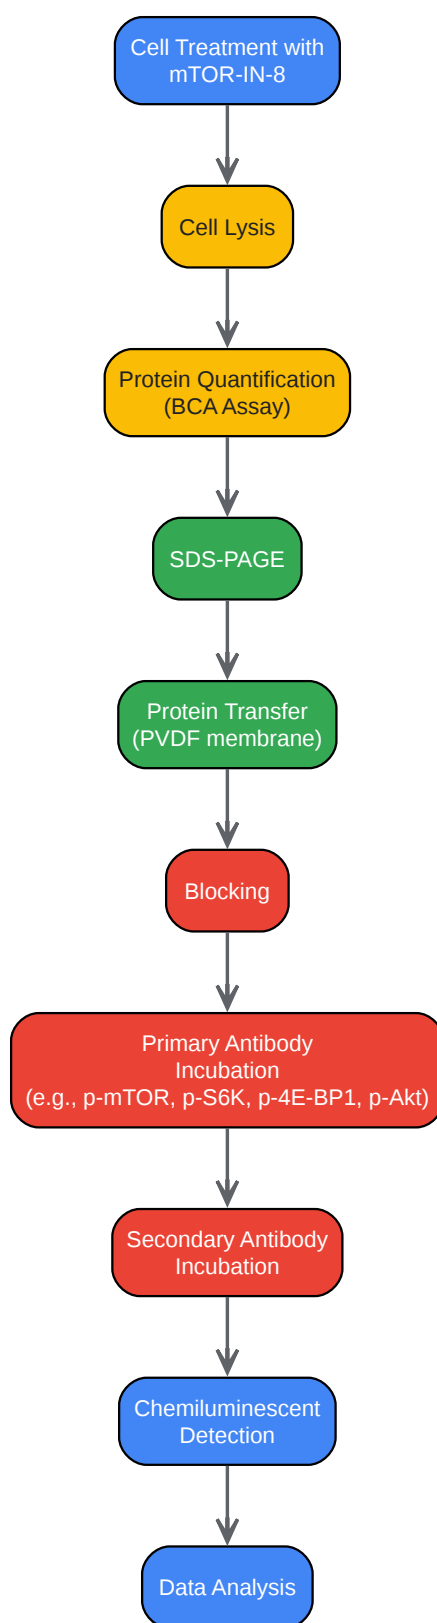 Cell Treatment with
mTOR-IN-8
Cell Lysis
Protein Quantification
(BCA Assay)
SDS-PAGE
Protein Transfer
(PVDF membrane)
Blocking
Primary Antibody
Incubation
(e.g., p-mTOR, p-S6K, p-4E-BP1, p-Akt)
Secondary Antibody
Incubation
Chemiluminescent
Detection
Data Analysis